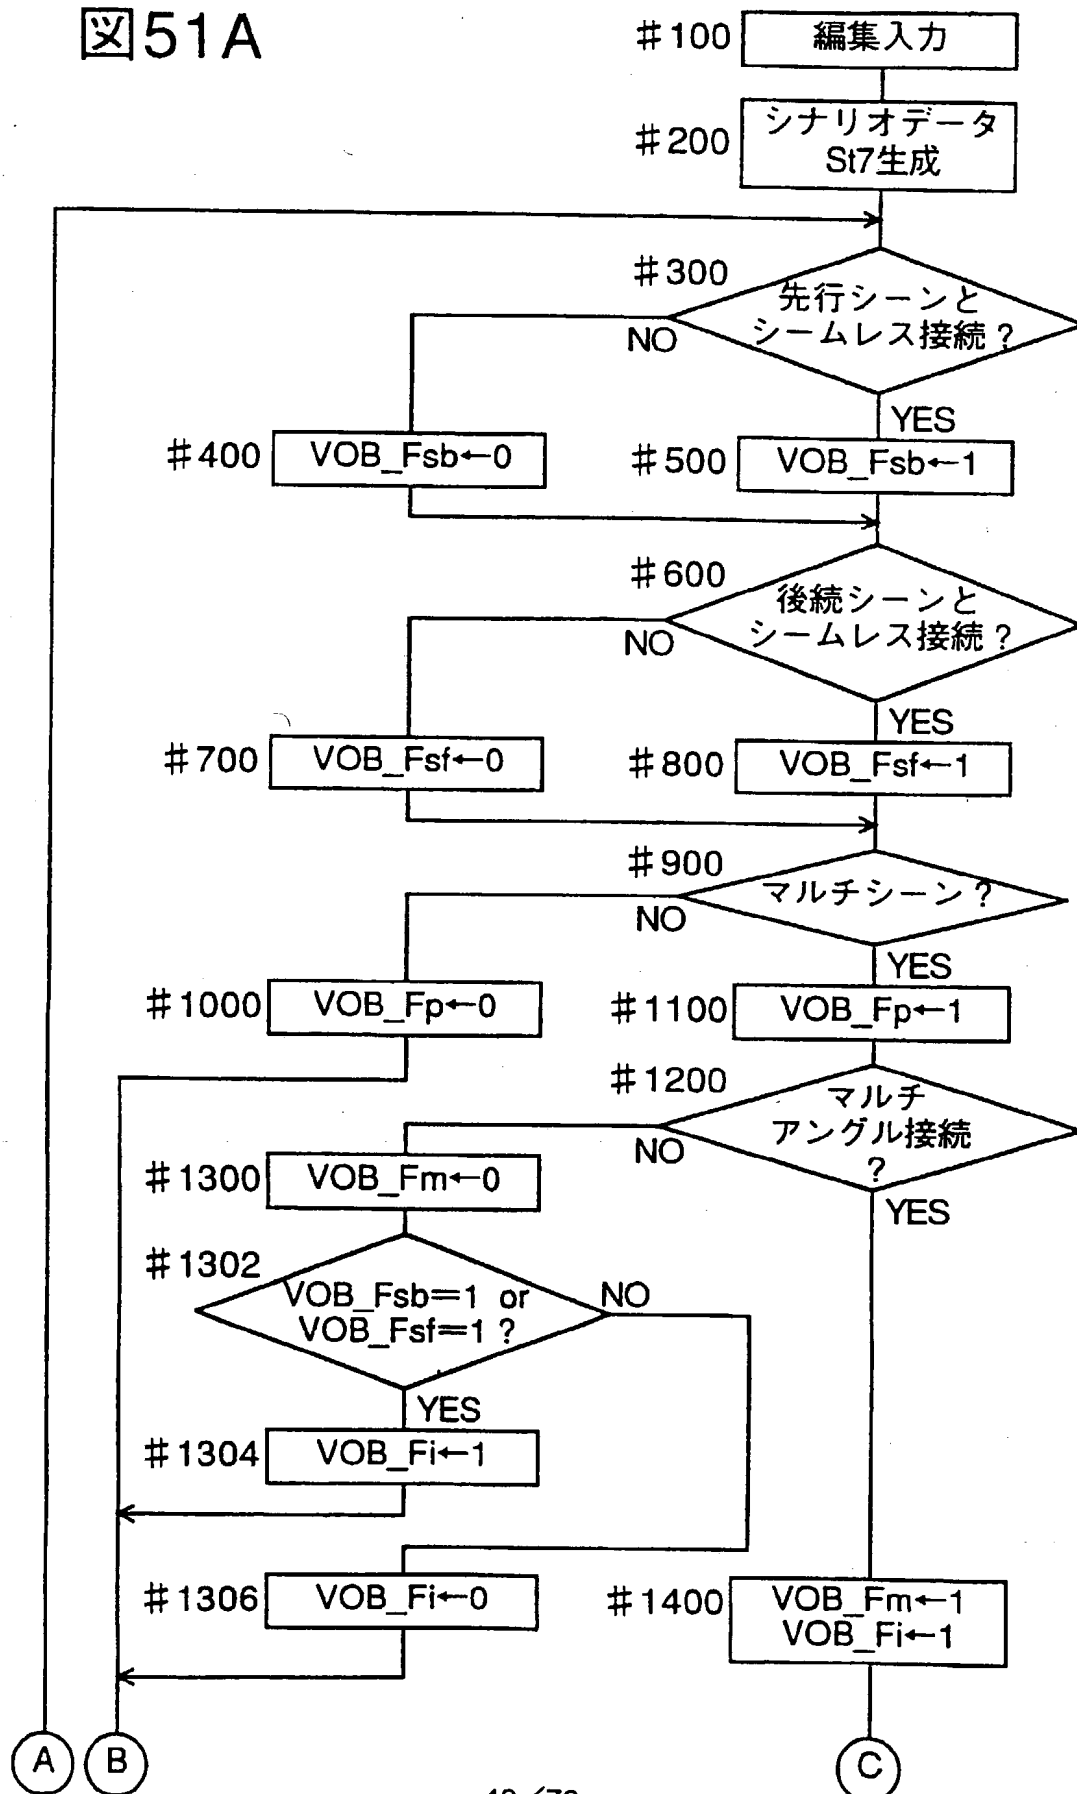 図51A
#100
編集入力
#200
シナリオデータ
St7生成
#300
先行シーンと
シームレス接続?
NO
YES
#400
VOB_Fsb←0
#500
VOB_Fsb←1
#600
後続シーンと
シームレス接続?
NO
YES
#700
VOB_Fsf←0
#800
VOB_Fsf←1
#900
マルチシーン?
NO
YES
#1000
VOB_Fp←0
#1100
VOB_Fp←1
#1200
マルチ
アングル接続
?
NO
YES
#1300
VOB_Fm←0
#1302
VOB_Fsb=1 or
VOB_Fsf=1 ?
NO
YES
#1304
VOB_Fi←1
#1306
VOB_Fi←0
#1400
VOB_Fm←1
VOB_Fi←1
A
B
C